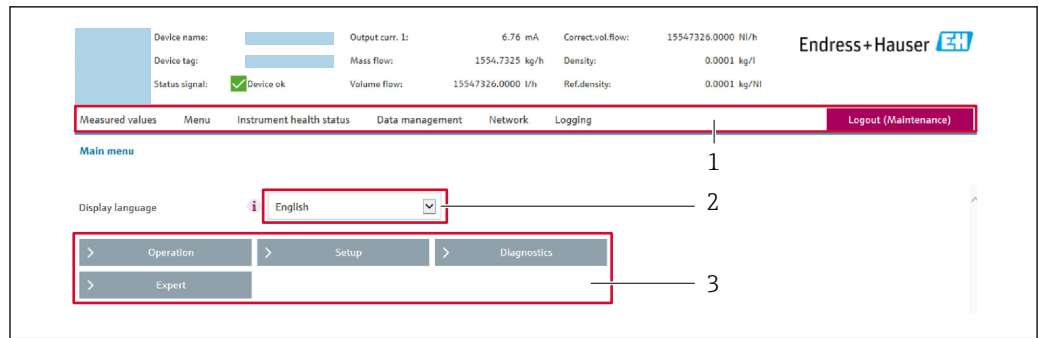 Device name: Output curr. 1: 6.76 mA Correct.vol.flow: 15547326.0000 Nl/h
Endress+Hauser EH
Device tag: Mass flow: 1554.7325 kg/h Density: 0.0001 kg/l
Status signal: Device ok Volume flow: 15547326.0000 l/h Ref.density: 0.0001 kg/Nl
Measured values Menu Instrument health status Data management Network Logging Logout (Maintenance)
1
Main menu
Display language i English 2
> Operation > Setup > Diagnostics
> Expert 3